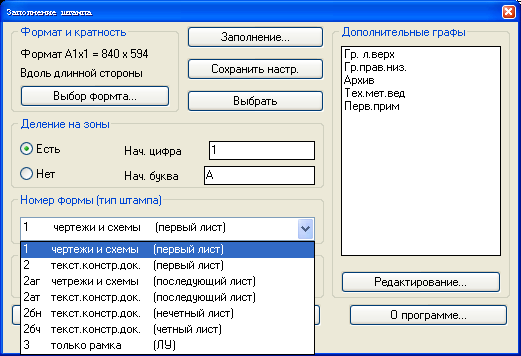 Заполнение штампа
Формат и кратность
Формат А1х1 = 840 х 594
Вдоль длинной стороны
Выбор формта...
Заполнение...
Сохранить настр.
Выбрать
Деление на зоны
Есть
Нач. цифра
1
Нет
Нач. буква
А
Номер формы (тип штампа)
1 чертежи и схемы (первый лист)
1 чертежи и схемы (первый лист)
2 текст.констр.док. (первый лист)
2аг четрежи и схемы (последующий лист)
2ат текст.констр.док. (последующий лист)
2бн текст.констр.док. (нечетный лист)
2бч текст.констр.док. (четный лист)
3 только рамка (ЛУ)
Дополнительные графы
Гр. л.верх
Гр.прав.низ.
Архив
Тех.мет.вед
Перв.прим
Редактирование...
О программе...